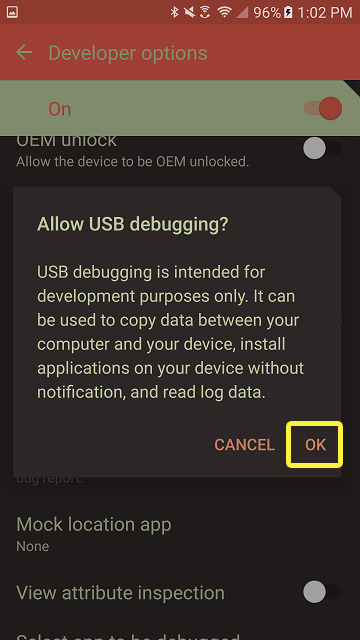 96% 1:02 PM
Developer options
On
OEM unlock
Allow the device to be OEM unlocked.
Allow USB debugging?
USB debugging is intended for
development purposes only. It can
be used to copy data between your
computer and your device, install
applications on your device without
notification, and read log data.
CANCEL OK
bug report.
Mock location app
None
View attribute inspection
Select app to be debugged